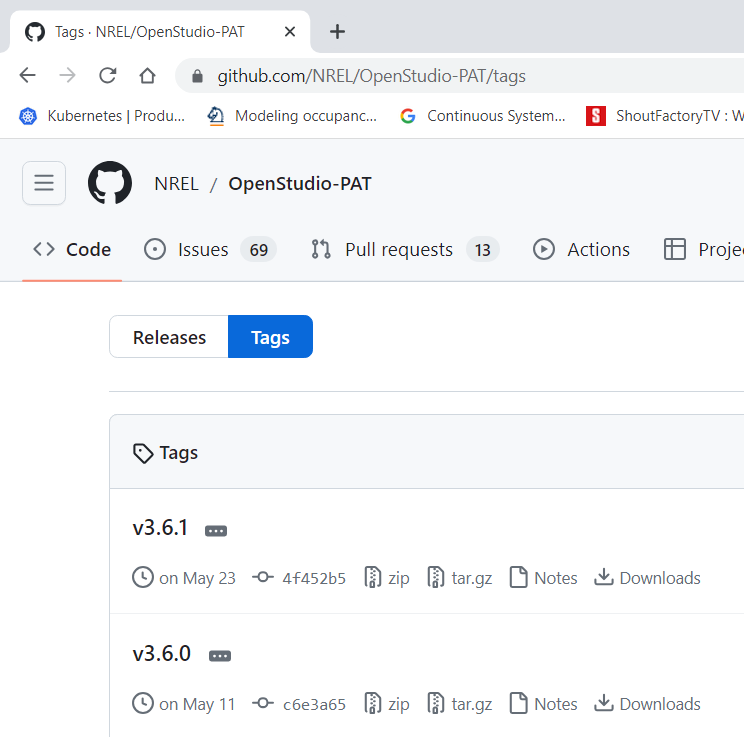 Tags · NREL/OpenStudio-PAT
github.com/NREL/OpenStudio-PAT/tags
Kubernetes | Produ... Modeling occupanc... Continuous System... S ShoutFactoryTV : W
NREL / OpenStudio-PAT
Code Issues 69 Pull requests 13 Actions Proje
Releases Tags
Tags
v3.6.1
on May 23 4f452b5 zip tar.gz Notes Downloads
v3.6.0
on May 11 c6e3a65 zip tar.gz Notes Downloads